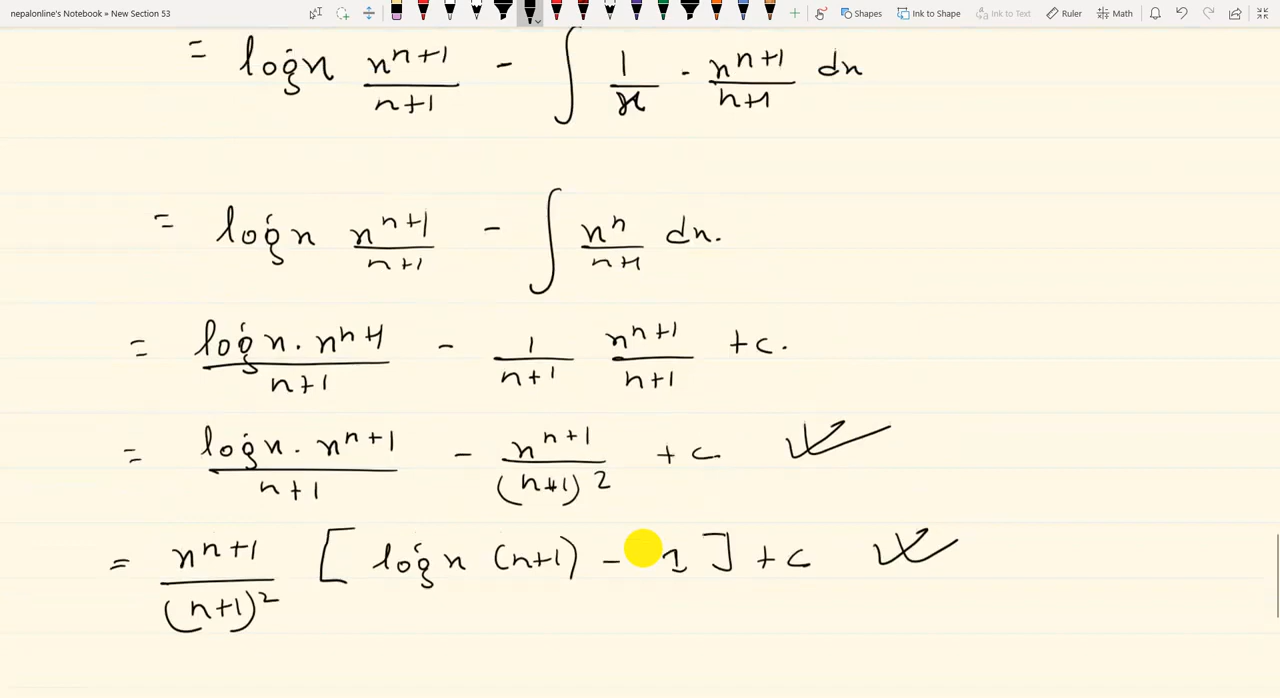 nepalonline's Notebook » New Section 53 Shapes Ink to Shape Ink to Text Ruler Math
= log x x^(n+1)/(n+1) - ∫ 1/x · x^(n+1)/(n+1) dx
= log x x^(n+1)/(n+1) - ∫ x^n/(n+1) dx.
= log x · x^(n+1)/(n+1) - 1/(n+1) x^(n+1)/(n+1) + c.
= log x · x^(n+1)/(n+1) - x^(n+1)/(n+1)^2 + c
= x^(n+1)/(n+1)^2 [ log x (n+1) - 1 ] + c